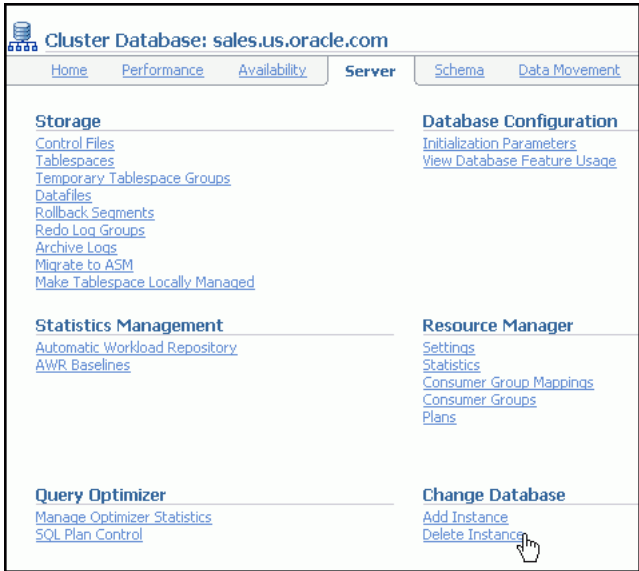 Cluster Database: sales.us.oracle.com
Home Performance Availability Server Schema Data Movement
Storage
Control Files
Tablespaces
Temporary Tablespace Groups
Datafiles
Rollback Segments
Redo Log Groups
Archive Logs
Migrate to ASM
Make Tablespace Locally Managed
Database Configuration
Initialization Parameters
View Database Feature Usage
Statistics Management
Automatic Workload Repository
AWR Baselines
Resource Manager
Settings
Statistics
Consumer Group Mappings
Consumer Groups
Plans
Query Optimizer
Manage Optimizer Statistics
SQL Plan Control
Change Database
Add Instance
Delete Instance